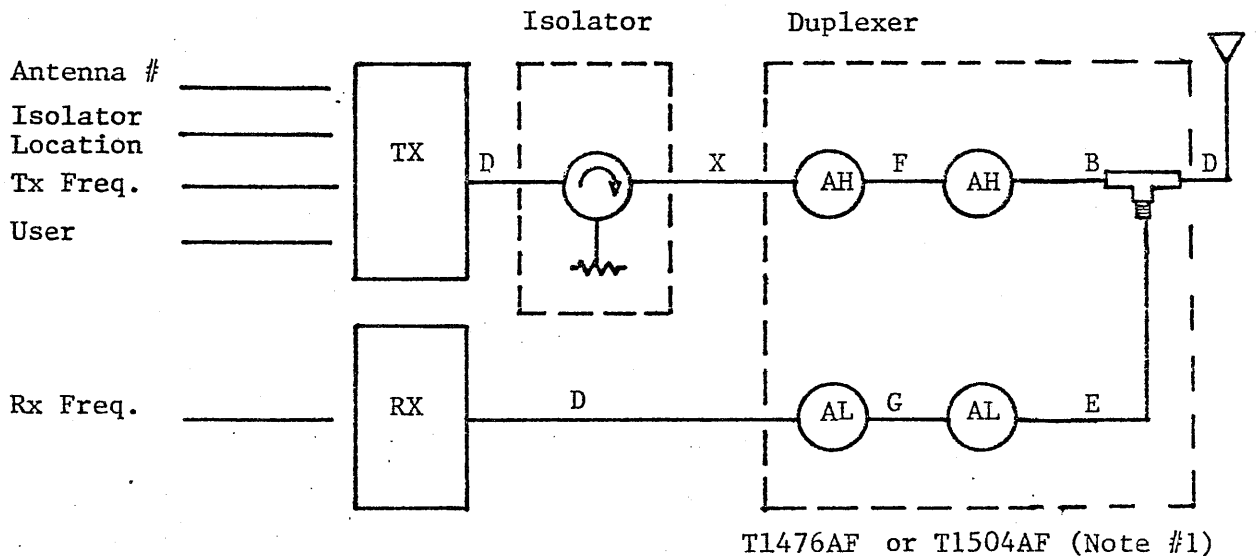 Isolator
Duplexer
Antenna #
Isolator
Location
Tx Freq.
User
TX
D
X
AH
F
AH
B
D
Rx Freq.
RX
D
AL
G
AL
E
T1476AF or T1504AF (Note #1)